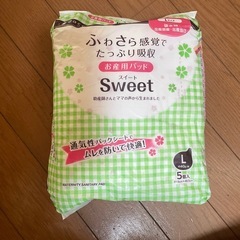 ふわさら感覚で
たっぷり吸収
お産用パッド
スイート
Sweet
助産師さんとママの声から生まれました
通気性バックシートで
ムレを防いで快適!
L
5個入
MATERNITY SANITARY PAD